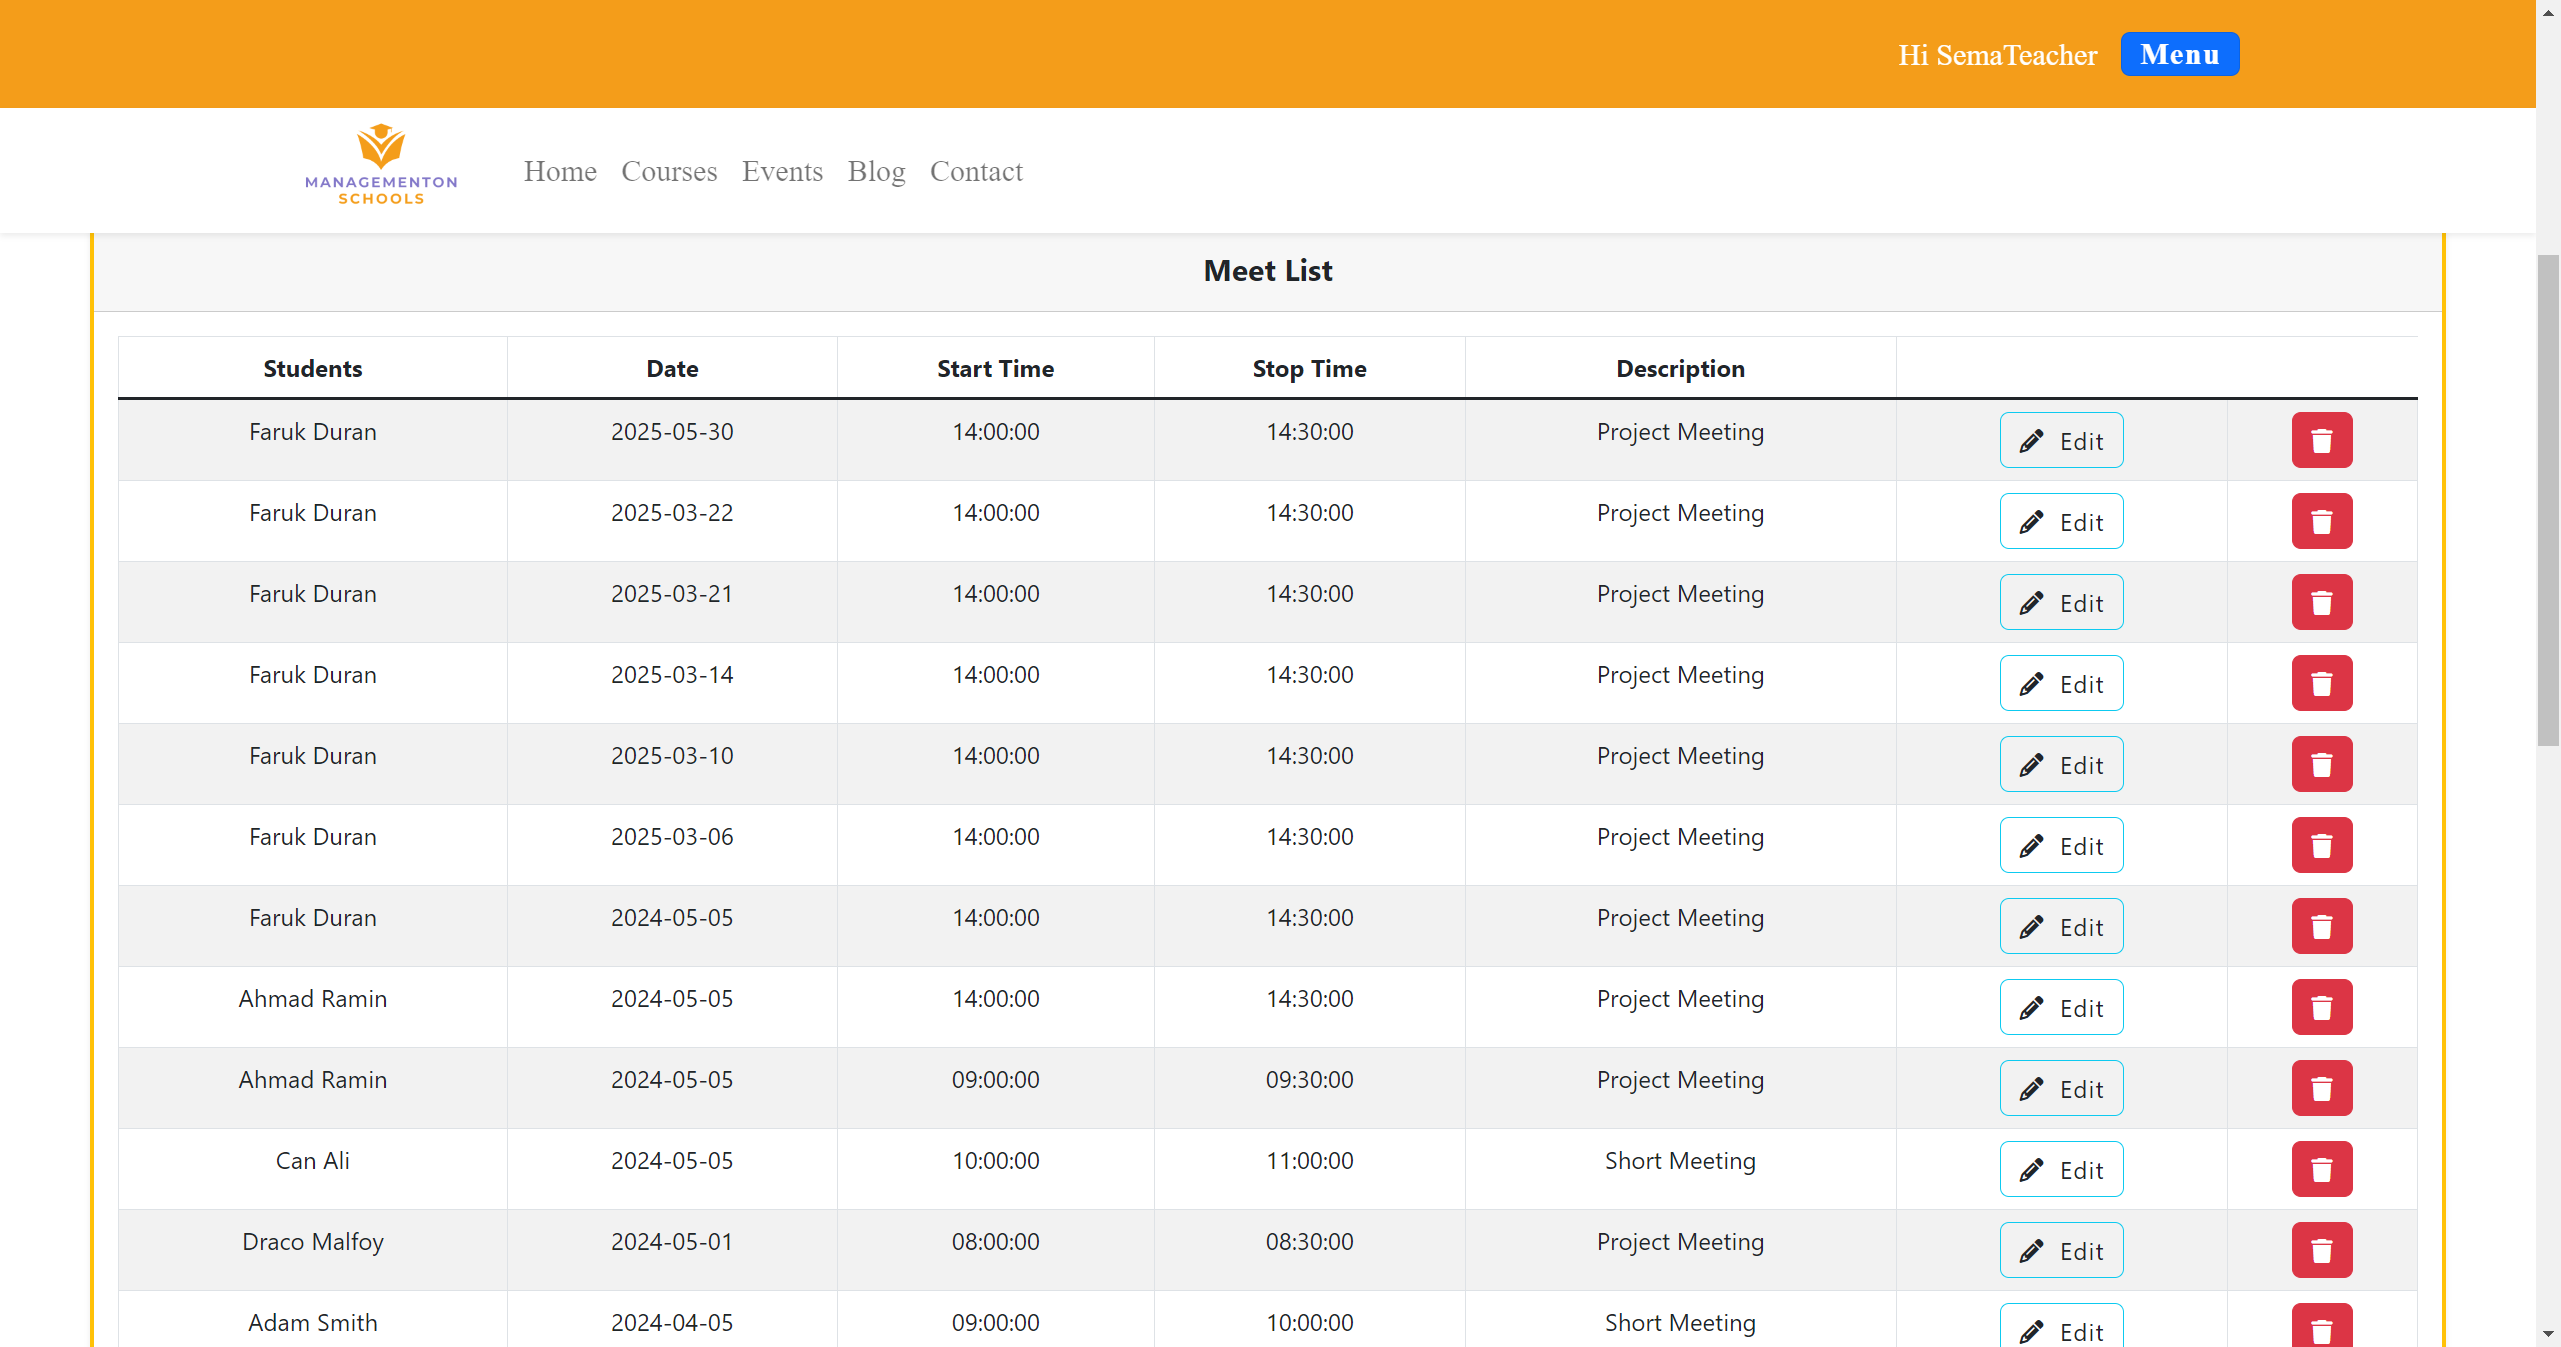 Hi SemaTeacher Menu
MANAGEMENTON
SCHOOLS
Home Courses Events Blog Contact
Meet List
Students Date Start Time Stop Time Description
Faruk Duran 2025-05-30 14:00:00 14:30:00 Project Meeting Edit
Faruk Duran 2025-03-22 14:00:00 14:30:00 Project Meeting Edit
Faruk Duran 2025-03-21 14:00:00 14:30:00 Project Meeting Edit
Faruk Duran 2025-03-14 14:00:00 14:30:00 Project Meeting Edit
Faruk Duran 2025-03-10 14:00:00 14:30:00 Project Meeting Edit
Faruk Duran 2025-03-06 14:00:00 14:30:00 Project Meeting Edit
Faruk Duran 2024-05-05 14:00:00 14:30:00 Project Meeting Edit
Ahmad Ramin 2024-05-05 14:00:00 14:30:00 Project Meeting Edit
Ahmad Ramin 2024-05-05 09:00:00 09:30:00 Project Meeting Edit
Can Ali 2024-05-05 10:00:00 11:00:00 Short Meeting Edit
Draco Malfoy 2024-05-01 08:00:00 08:30:00 Project Meeting Edit
Adam Smith 2024-04-05 09:00:00 10:00:00 Short Meeting Edit